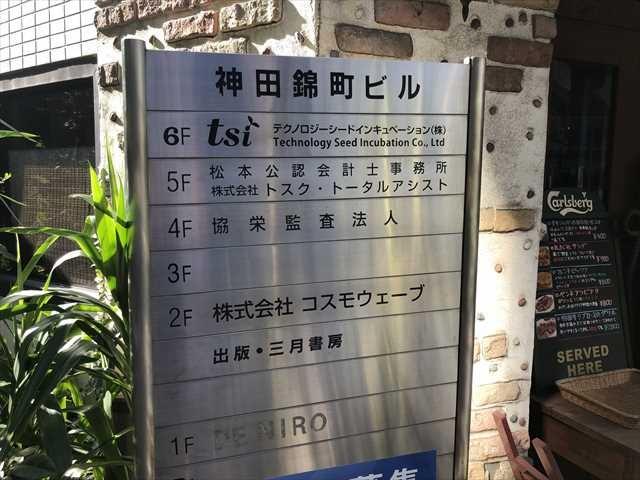 神田錦町ビル
6F tsi テクノロジーシードインキュベーション(株)
Technology Seed Incubation Co., Ltd
5F 松本公認会計士事務所
株式会社 トスク・トータルアシスト
4F 協栄監査法人
3F
2F 株式会社 コスモウェーブ
出版・三月書房
1F DENIRO
募集
Carlsberg
SERVED
HERE